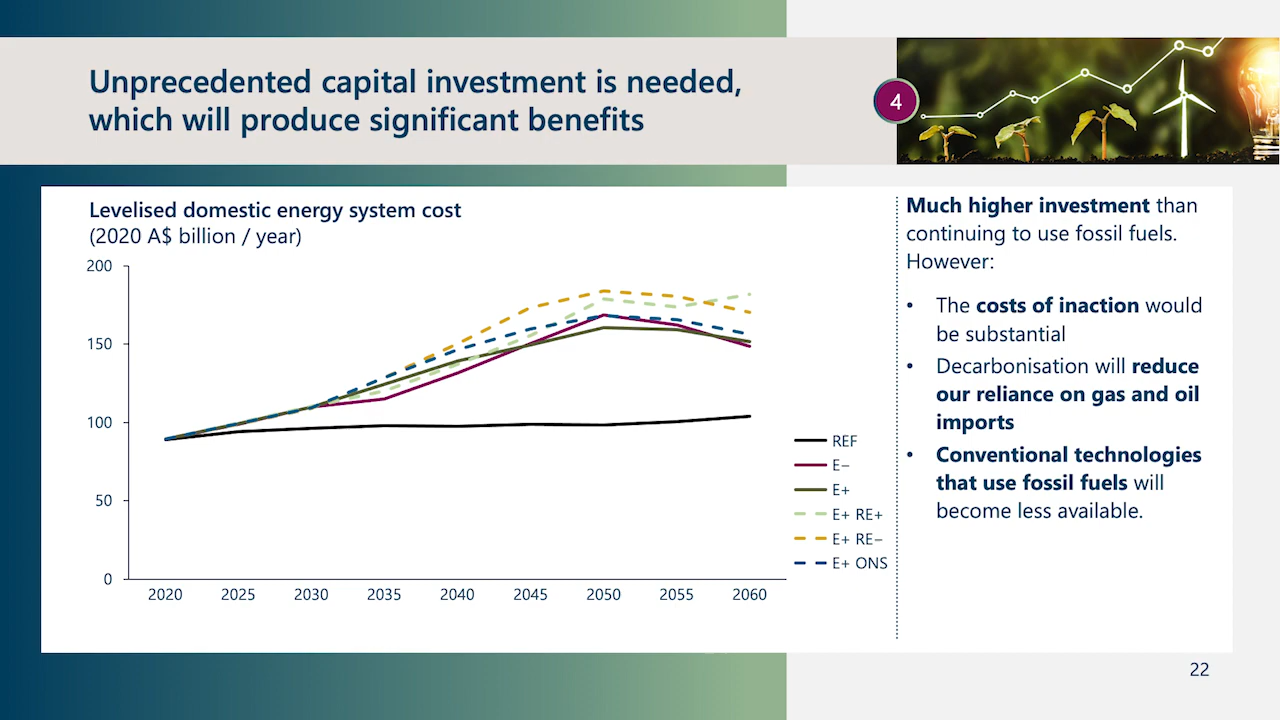 Unprecedented capital investment is needed,
which will produce significant benefits
4
Levelised domestic energy system cost
(2020 A$ billion / year)
200
150
100
50
0
2020 2025 2030 2035 2040 2045 2050 2055 2060
REF
E−
E+
E+ RE+
E+ RE−
E+ ONS
Much higher investment than
continuing to use fossil fuels.
However:
• The costs of inaction would
be substantial
• Decarbonisation will reduce
our reliance on gas and oil
imports
• Conventional technologies
that use fossil fuels will
become less available.
22